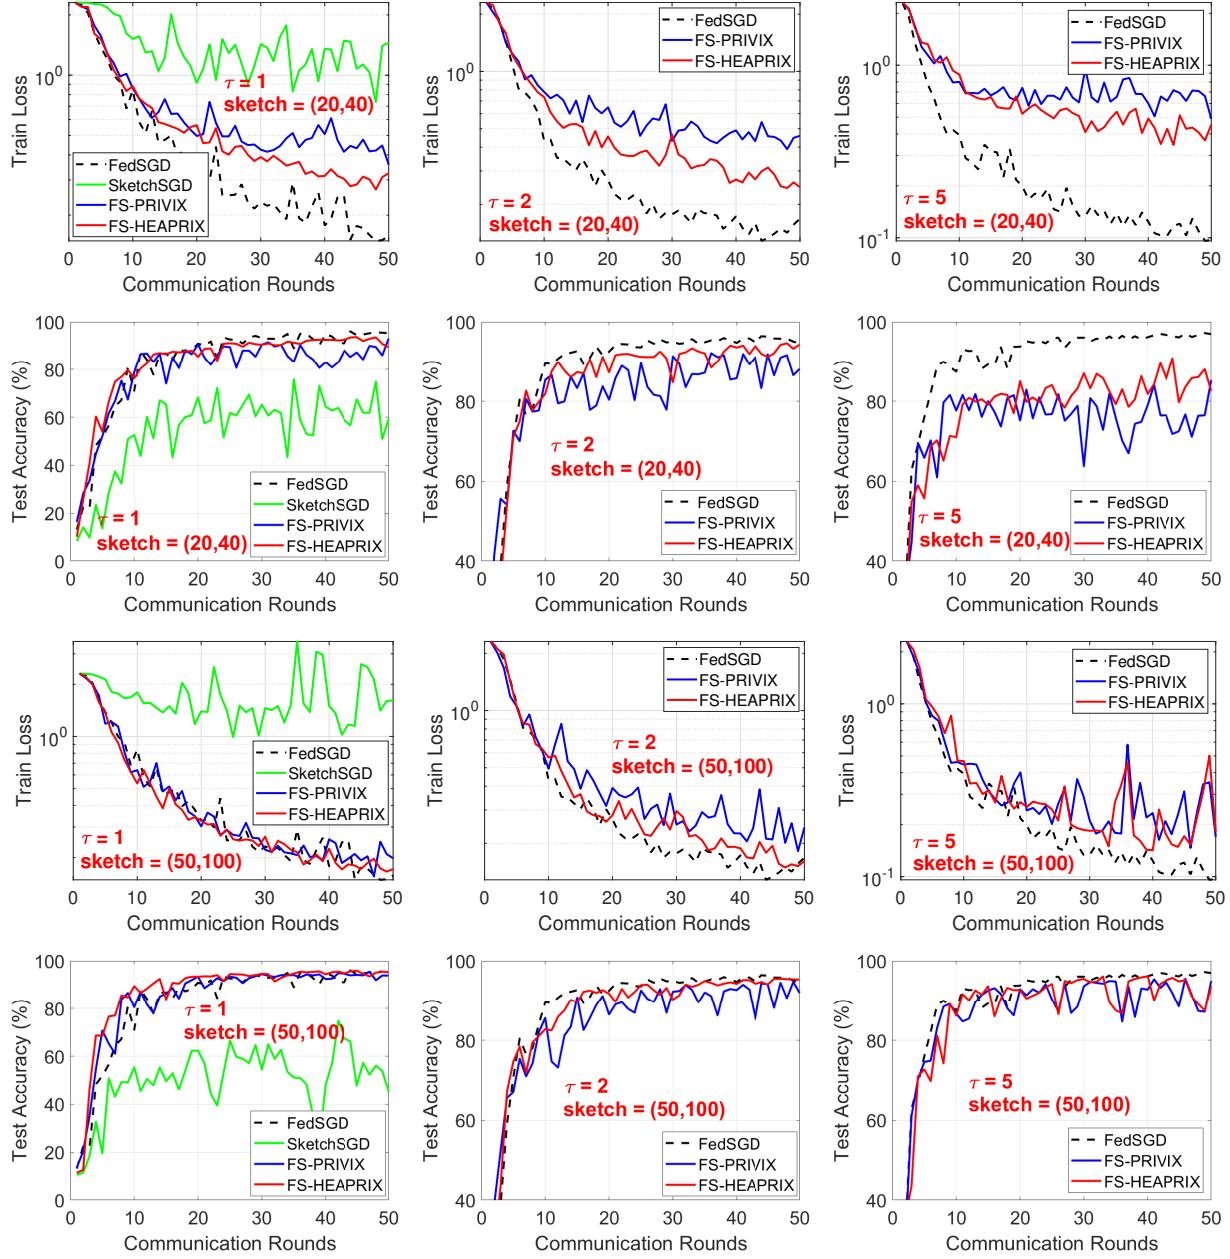 10^0
Train Loss
τ = 1
sketch = (20,40)
FedSGD
SketchSGD
FS-PRIVIX
FS-HEAPRIX
0 10 20 30 40 50
Communication Rounds
10^0
Train Loss
FedSGD
FS-PRIVIX
FS-HEAPRIX
τ = 2
sketch = (20,40)
0 10 20 30 40 50
Communication Rounds
10^0
10^-1
Train Loss
FedSGD
FS-PRIVIX
FS-HEAPRIX
τ = 5
sketch = (20,40)
0 10 20 30 40 50
Communication Rounds
100
80
60
40
20
0
Test Accuracy (%)
τ = 1
sketch = (20,40)
FedSGD
SketchSGD
FS-PRIVIX
FS-HEAPRIX
0 10 20 30 40 50
Communication Rounds
100
80
60
40
Test Accuracy (%)
τ = 2
sketch = (20,40)
FedSGD
FS-PRIVIX
FS-HEAPRIX
0 10 20 30 40 50
Communication Rounds
100
80
60
40
Test Accuracy (%)
τ = 5
sketch = (20,40)
FedSGD
FS-PRIVIX
FS-HEAPRIX
0 10 20 30 40 50
Communication Rounds
10^0
Train Loss
FedSGD
SketchSGD
FS-PRIVIX
FS-HEAPRIX
τ = 1
sketch = (50,100)
0 10 20 30 40 50
Communication Rounds
10^0
Train Loss
FedSGD
FS-PRIVIX
FS-HEAPRIX
τ = 2
sketch = (50,100)
0 10 20 30 40 50
Communication Rounds
10^0
10^-1
Train Loss
FedSGD
FS-PRIVIX
FS-HEAPRIX
τ = 5
sketch = (50,100)
0 10 20 30 40 50
Communication Rounds
100
80
60
40
20
0
Test Accuracy (%)
τ = 1
sketch = (50,100)
FedSGD
SketchSGD
FS-PRIVIX
FS-HEAPRIX
0 10 20 30 40 50
Communication Rounds
100
80
60
40
Test Accuracy (%)
τ = 2
sketch = (50,100)
FedSGD
FS-PRIVIX
FS-HEAPRIX
0 10 20 30 40 50
Communication Rounds
100
80
60
40
Test Accuracy (%)
τ = 5
sketch = (50,100)
FedSGD
FS-PRIVIX
FS-HEAPRIX
0 10 20 30 40 50
Communication Rounds